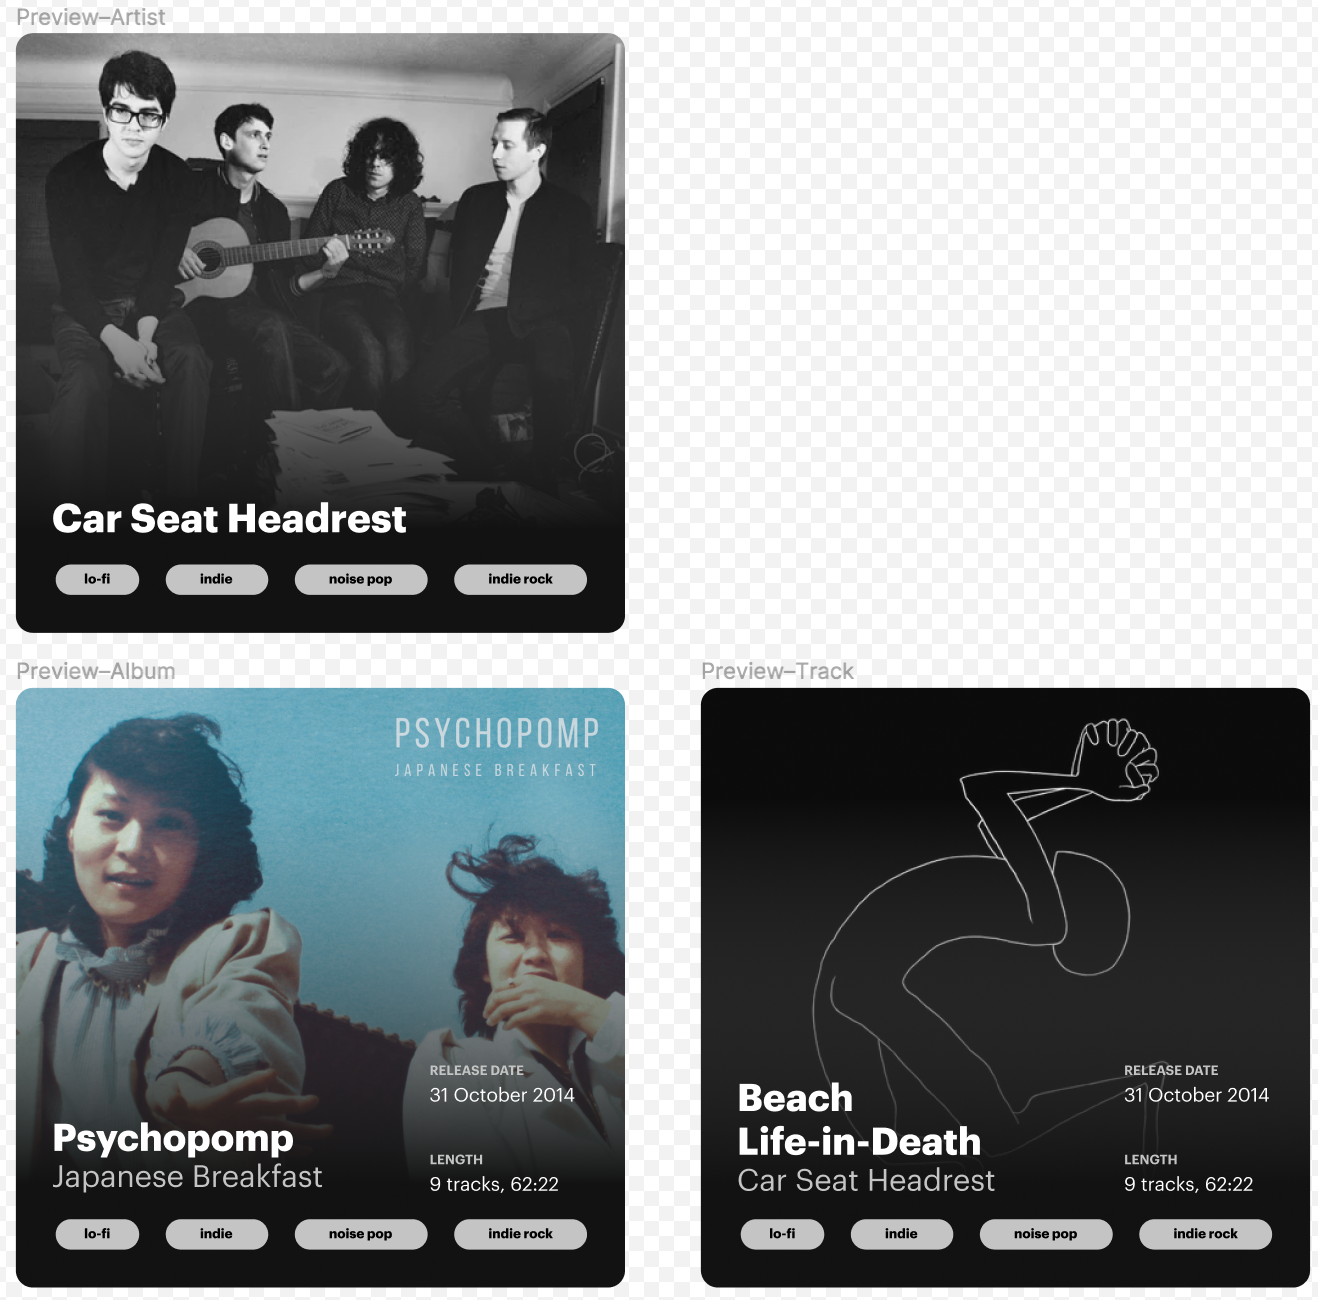 Preview–Artist
Car Seat Headrest
lo-fi
indie
noise pop
indie rock
Preview–Album
PSYCHOPOMP
JAPANESE BREAKFAST
RELEASE DATE
31 October 2014
Psychopomp
Japanese Breakfast
LENGTH
9 tracks, 62:22
lo-fi
indie
noise pop
indie rock
Preview–Track
RELEASE DATE
31 October 2014
Beach
Life-in-Death
Car Seat Headrest
LENGTH
9 tracks, 62:22
lo-fi
indie
noise pop
indie rock